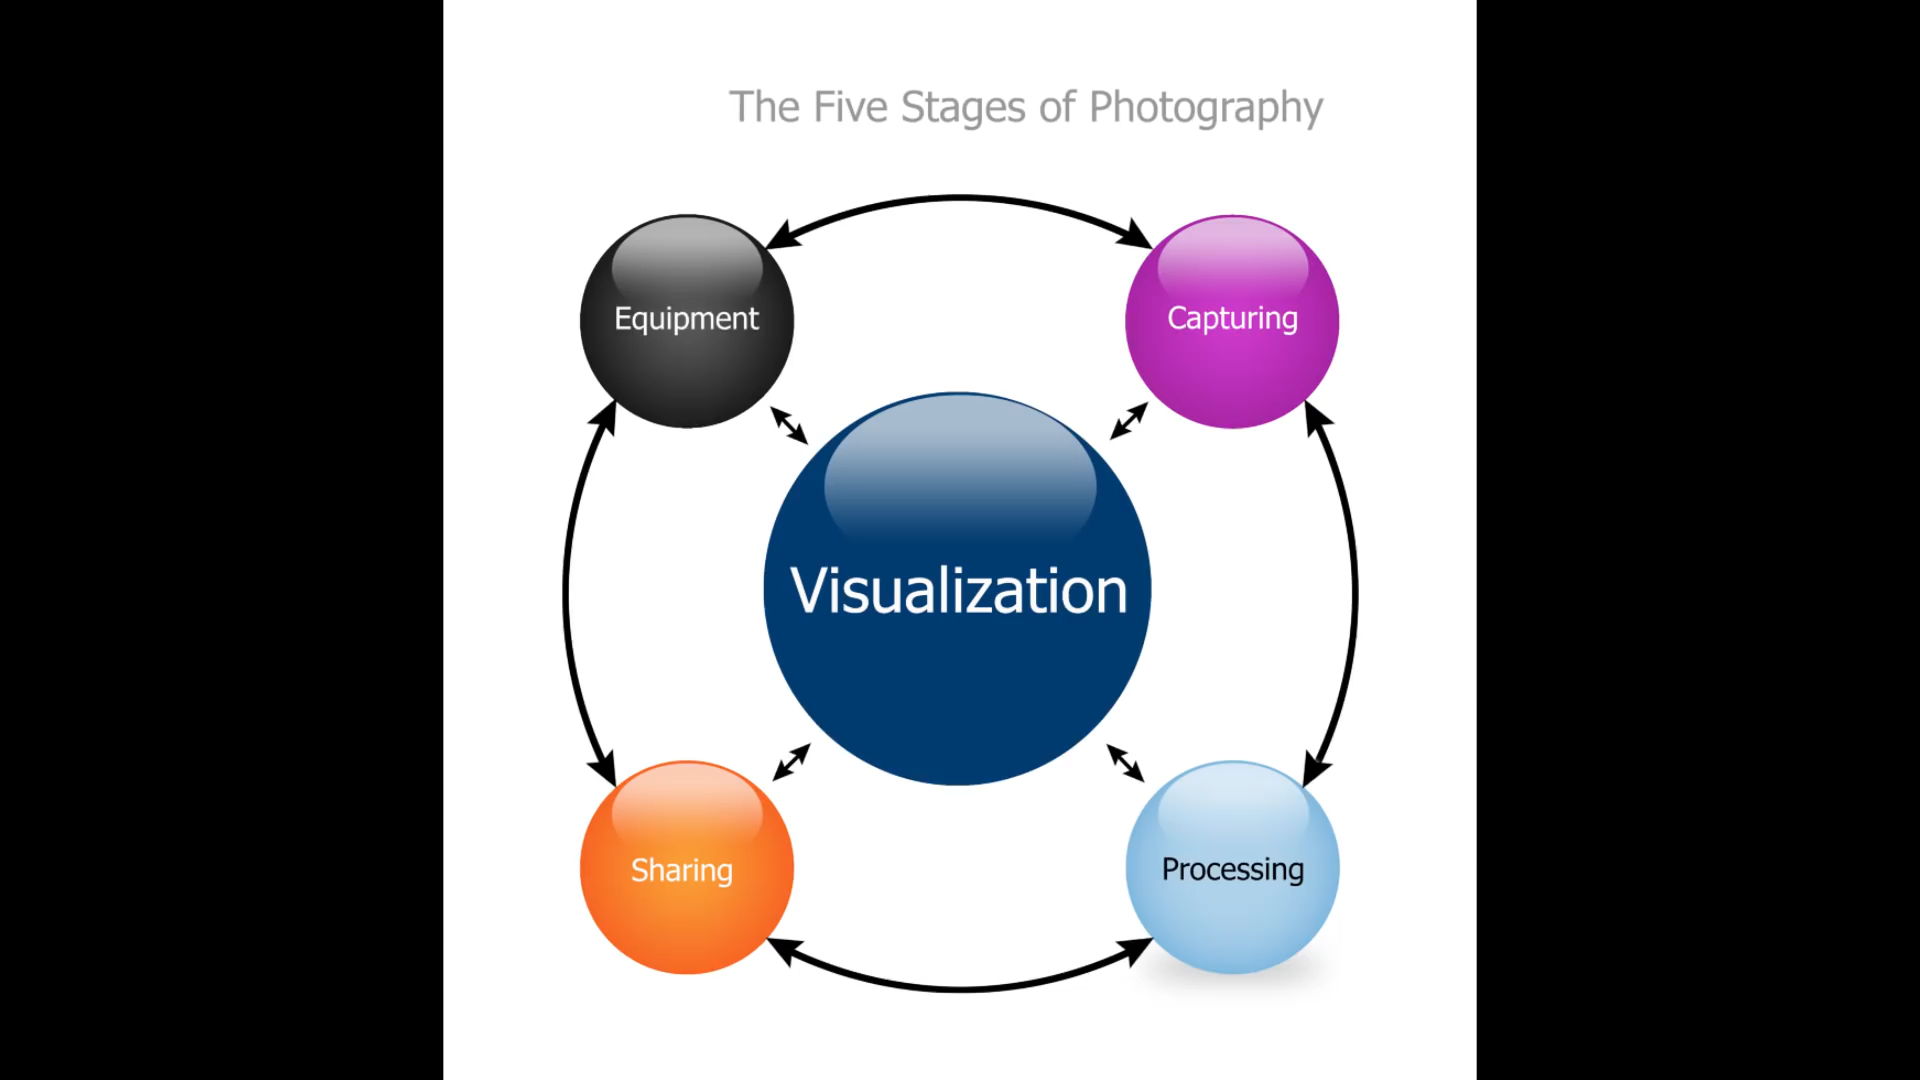 The Five Stages of Photography
Equipment
Capturing
Visualization
Sharing
Processing